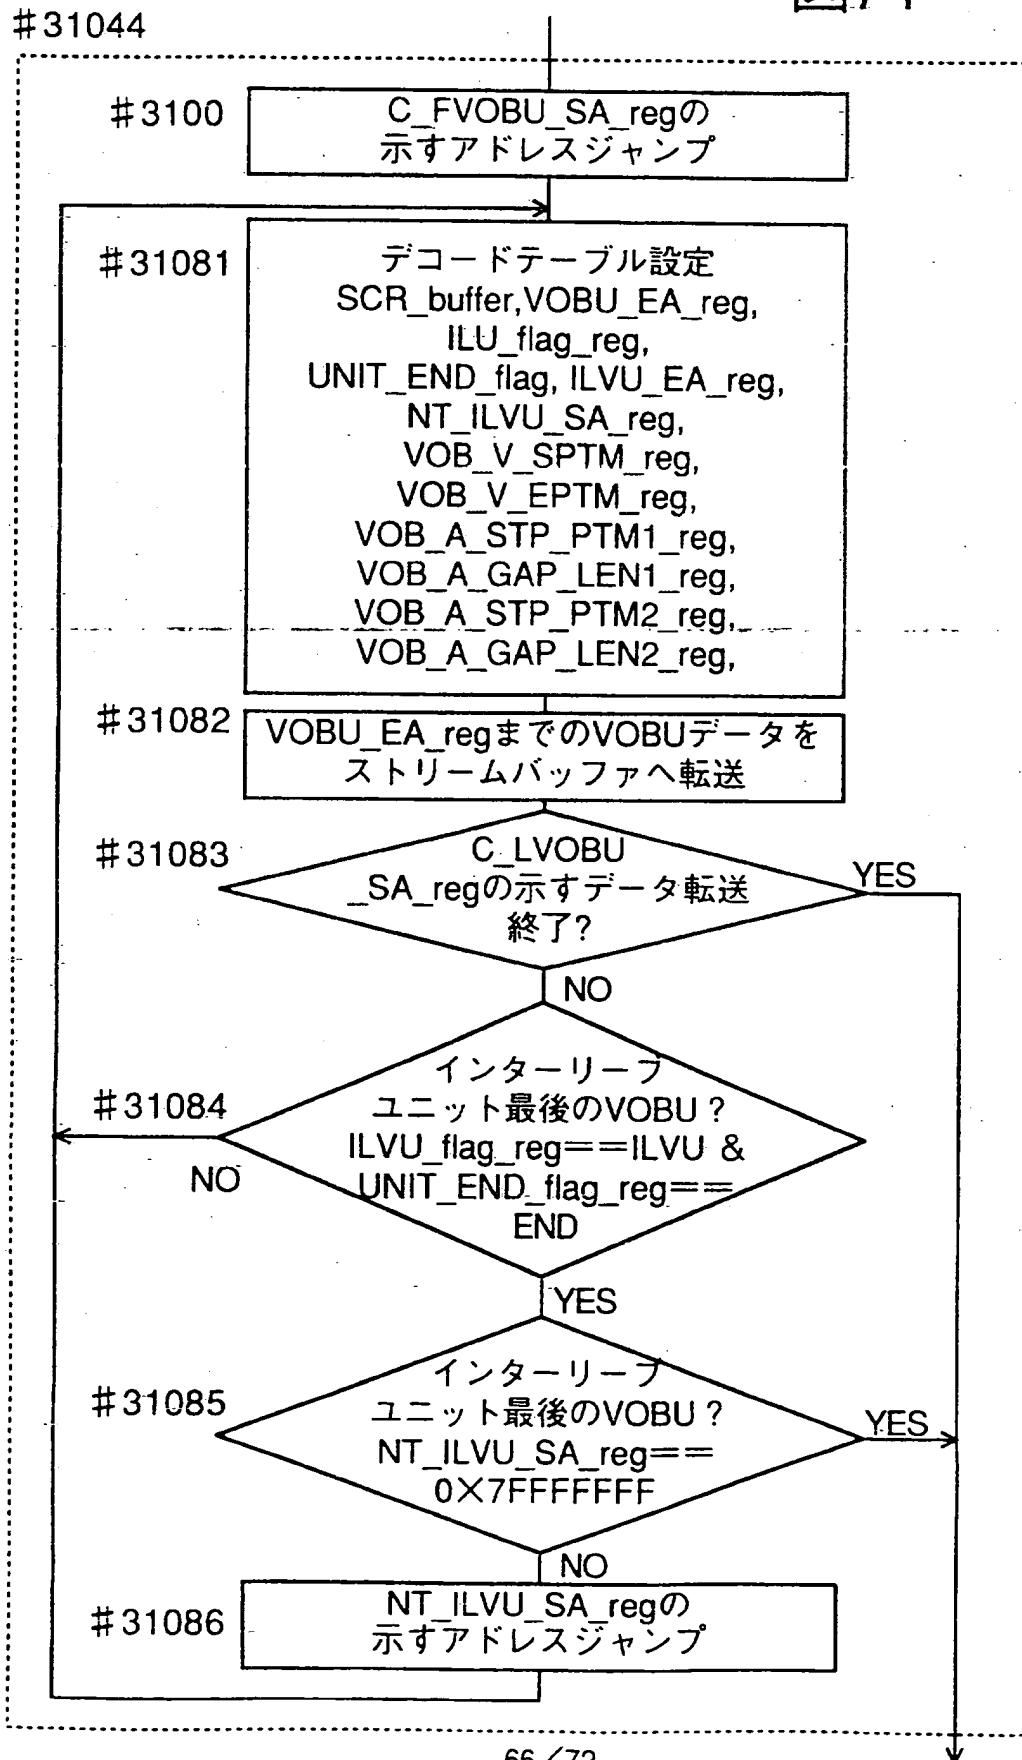 #31044
#3100
C_FVOBU_SA_regの
示すアドレスジャンプ
#31081
デコードテーブル設定
SCR_buffer,VOBU_EA_reg,
ILU_flag_reg,
UNIT_END_flag, ILVU_EA_reg,
NT_ILVU_SA_reg,
VOB_V_SPTM_reg,
VOB_V_EPTM_reg,
VOB_A_STP_PTM1_reg,
VOB_A_GAP_LEN1_reg,
VOB_A_STP_PTM2_reg,
VOB_A_GAP_LEN2_reg,
#31082
VOBU_EA_regまでのVOBUデータを
ストリームバッファへ転送
#31083
C_LVOBU
_SA_regの示すデータ転送
終了?
YES
NO
#31084
インターリーブ
ユニット最後のVOBU?
ILVU_flag_reg==ILVU &
UNIT_END_flag_reg==
END
NO
YES
#31085
インターリーブ
ユニット最後のVOBU?
NT_ILVU_SA_reg==
0×7FFFFFFF
YES
NO
#31086
NT_ILVU_SA_regの
示すアドレスジャンプ